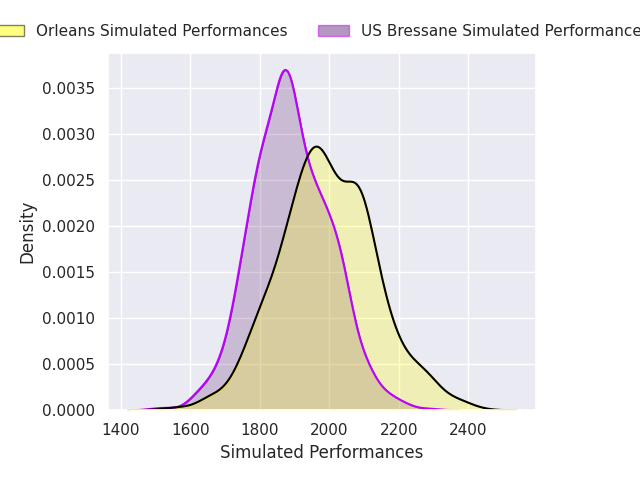 Orleans Simulated Performances US Bressane Simulated Performance
0.0035
0.0030
0.0025
0.0020
0.0015
0.0010
0.0005
0.0000
Density
1400 1600 1800 2000 2200 2400
Simulated Performances